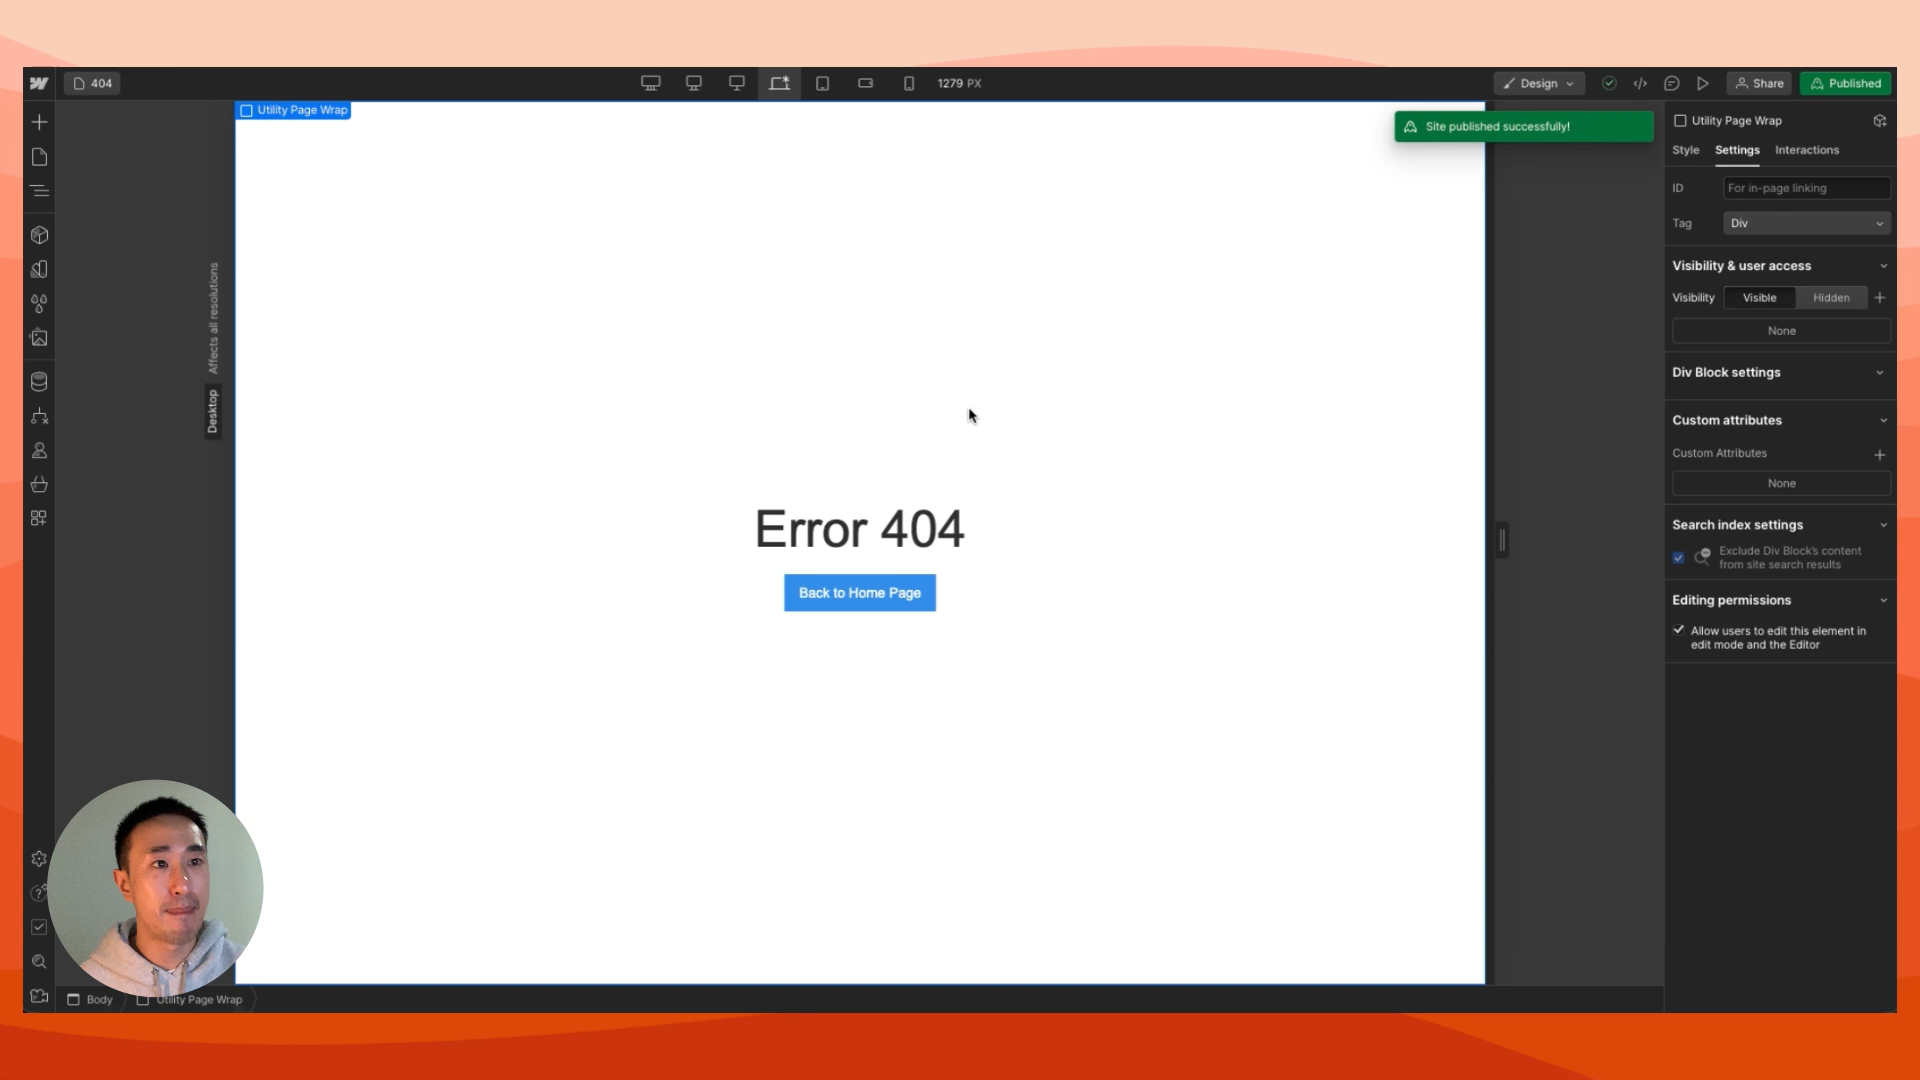 404
1279 PX
Design
Share
Published
Utility Page Wrap
Site published successfully!
Utility Page Wrap
Style Settings Interactions
ID For in-page linking
Tag Div
Visibility & user access
Visibility Visible Hidden
None
Div Block settings
Custom attributes
Custom Attributes
None
Search index settings
Exclude Div Block's content
from site search results
Editing permissions
Allow users to edit this element in
edit mode and the Editor
Affects all resolutions
Desktop
Error 404
Back to Home Page
Body Utility Page Wrap